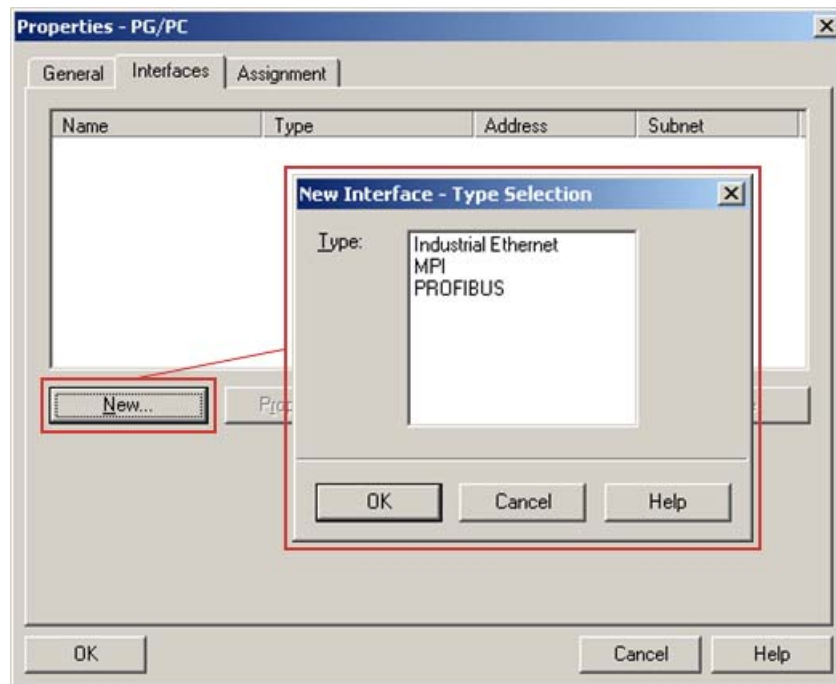 Properties - PG/PC
General Interfaces Assignment
Name Type Address Subnet
New Interface - Type Selection
Type:
Industrial Ethernet
MPI
PROFIBUS
New...
OK Cancel Help
OK Cancel Help